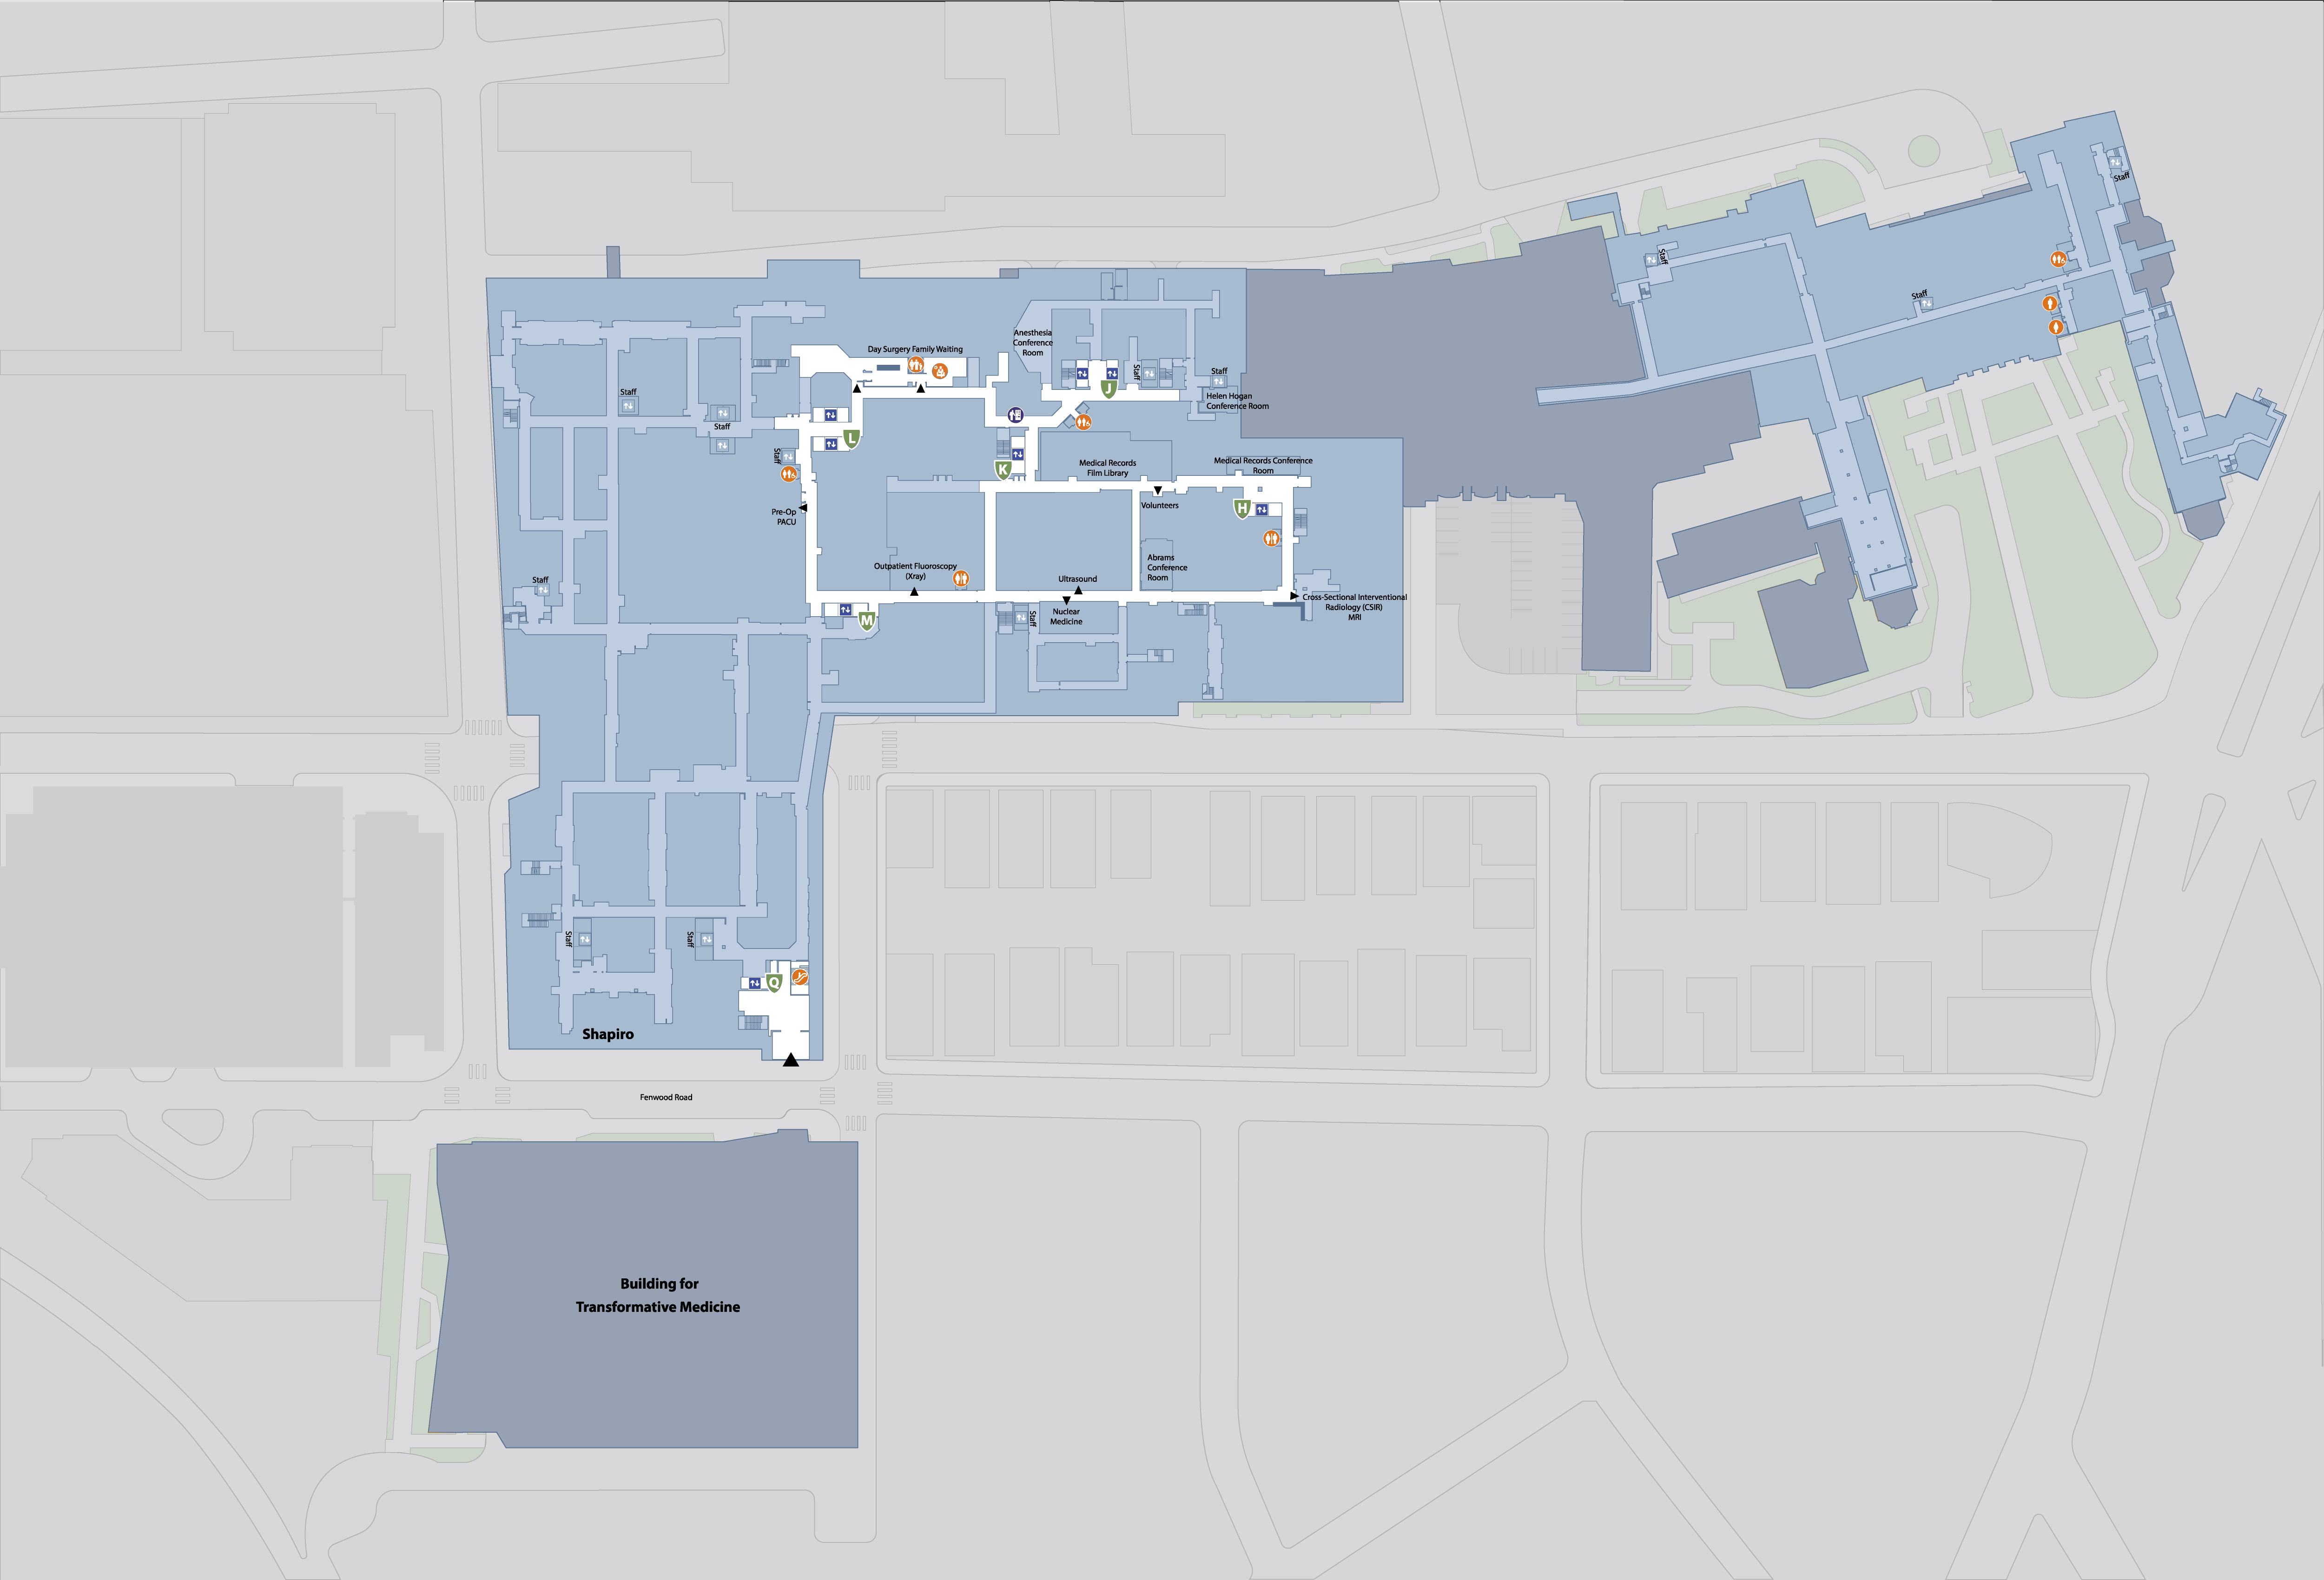 Staff
Staff
Staff
Anesthesia
Conference
Room
Day Surgery Family Waiting
Staff
Staff
J
Staff
Helen Hogan
Conference Room
Staff
L
Staff
K
Medical Records
Film Library
Medical Records Conference
Room
Volunteers
H
Pre-Op
PACU
Abrams
Conference
Room
Outpatient Fluoroscopy
(Xray)
Ultrasound
Staff
Cross-Sectional Interventional
Radiology (CSIR)
MRI
Nuclear
Medicine
Staff
M
Staff
Staff
Q
Shapiro
Fenwood Road
Building for
Transformative Medicine